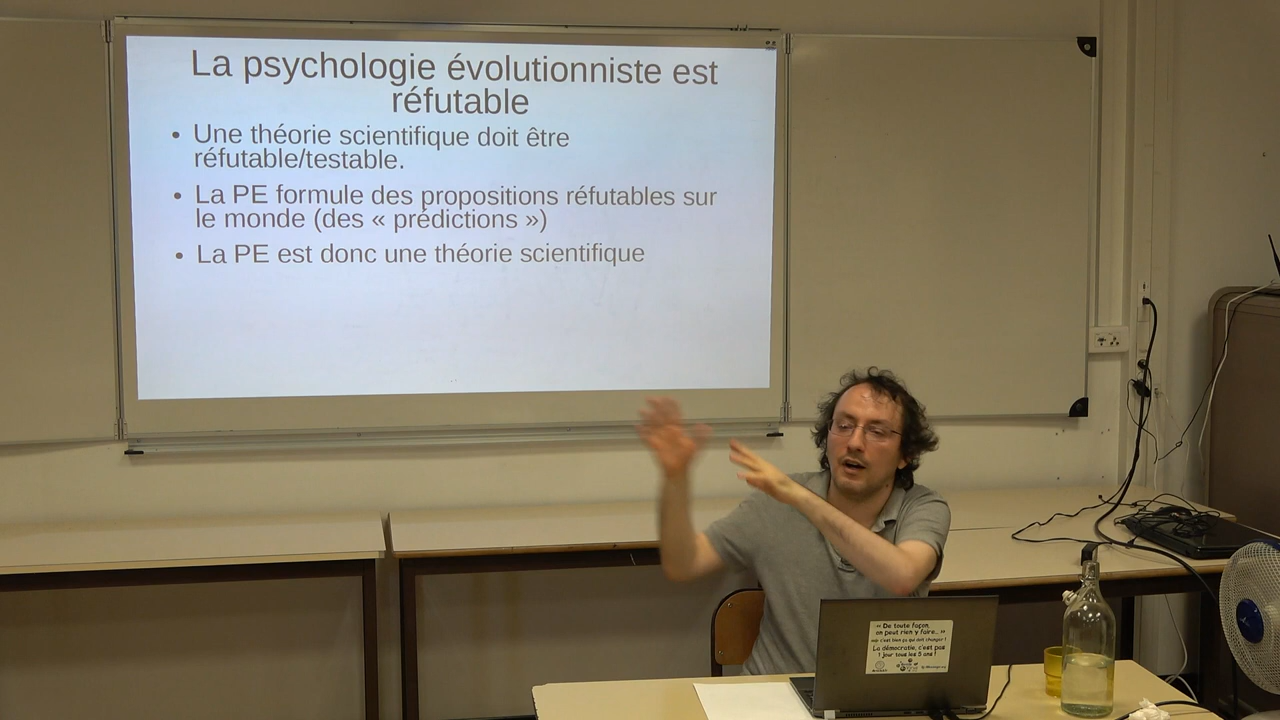 La psychologie évolutionniste est
réfutable
• Une théorie scientifique doit être
réfutable/testable.
• La PE formule des propositions réfutables sur
le monde (des « prédictions »)
• La PE est donc une théorie scientifique
« De toute façon,
on peut rien y faire... »
La démocratie, c'est pas
1 jour tous les 5 ans !